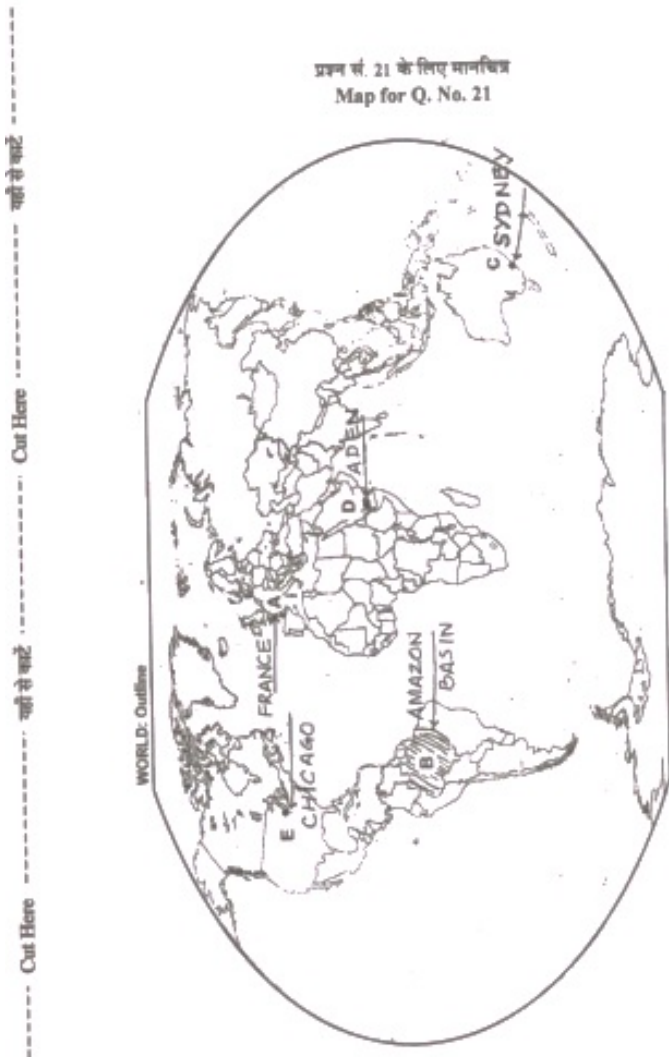 Cut Here यहाँ से काटें Cut Here यहाँ से काटें
प्रश्न सं. 21 के लिए मानचित्र
Map for Q. No. 21
WORLD: Outline
E
CHICAGO
FRANCE
A
AMAZON
BASIN
B
D
ADEN
C
SYDNEY